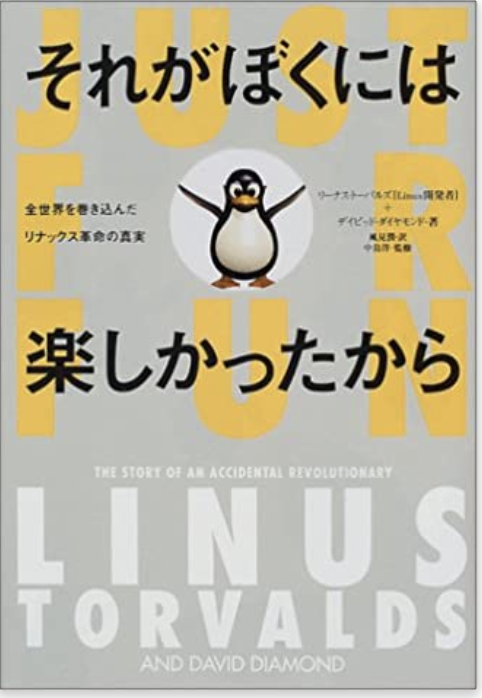 JUST
それがぼくには
F R
全世界を巻き込んだ
リナックス革命の真実
リーナス・トーバルズ[Linux開発者]
+
デイビッド・ダイヤモンド・著
風見潤・訳
中島洋・監修
FUN
楽しかったから
THE STORY OF AN ACCIDENTAL REVOLUTIONARY
LINUS
TORVALDS
AND DAVID DIAMOND